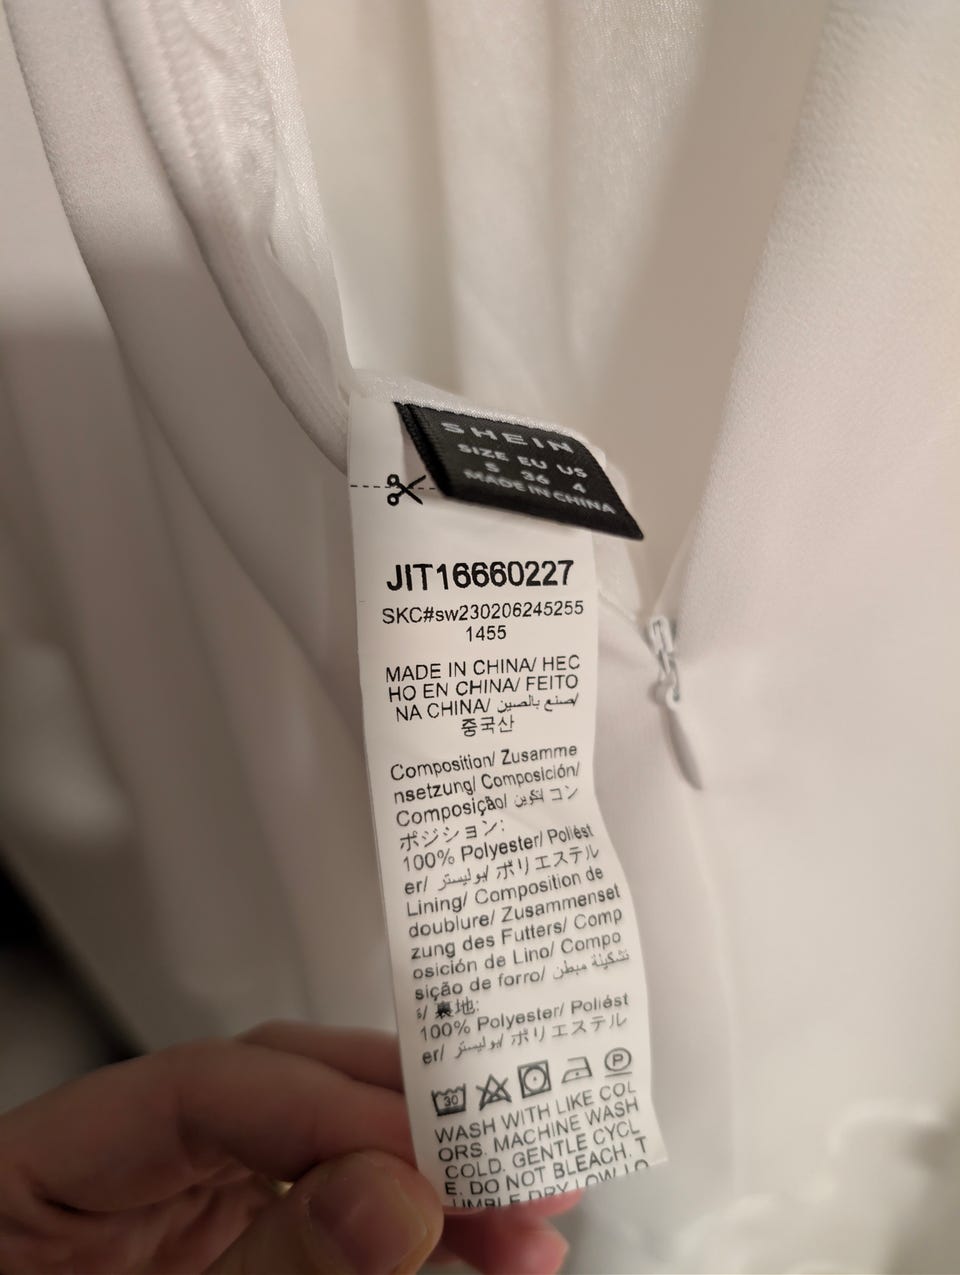 SHEIN
SIZE EU US
S 36 4
MADE IN CHINA
JIT16660227
SKC#sw230206245255
1455
MADE IN CHINA/ HEC
HO EN CHINA/ FEITO
NA CHINA/ صنع بالصين/
중국산
Composition/ Zusamme
nsetzung/ Composición/
Composição/ تكوين/ コン
ポジション:
100% Polyester/ Poliést
er/ بوليستر/ ポリエステル
Lining/ Composition de
doublure/ Zusammenset
zung des Futters/ Comp
osición de Lino/ Compo
sição de forro/ تشكيلة مبطن
s/ 裏地:
100% Polyester/ Poliést
er/ بوليستر/ ポリエステル
30
P
WASH WITH LIKE COL
ORS. MACHINE WASH
COLD. GENTLE CYCL
E. DO NOT BLEACH. T
UMBLE DRY LOW LO